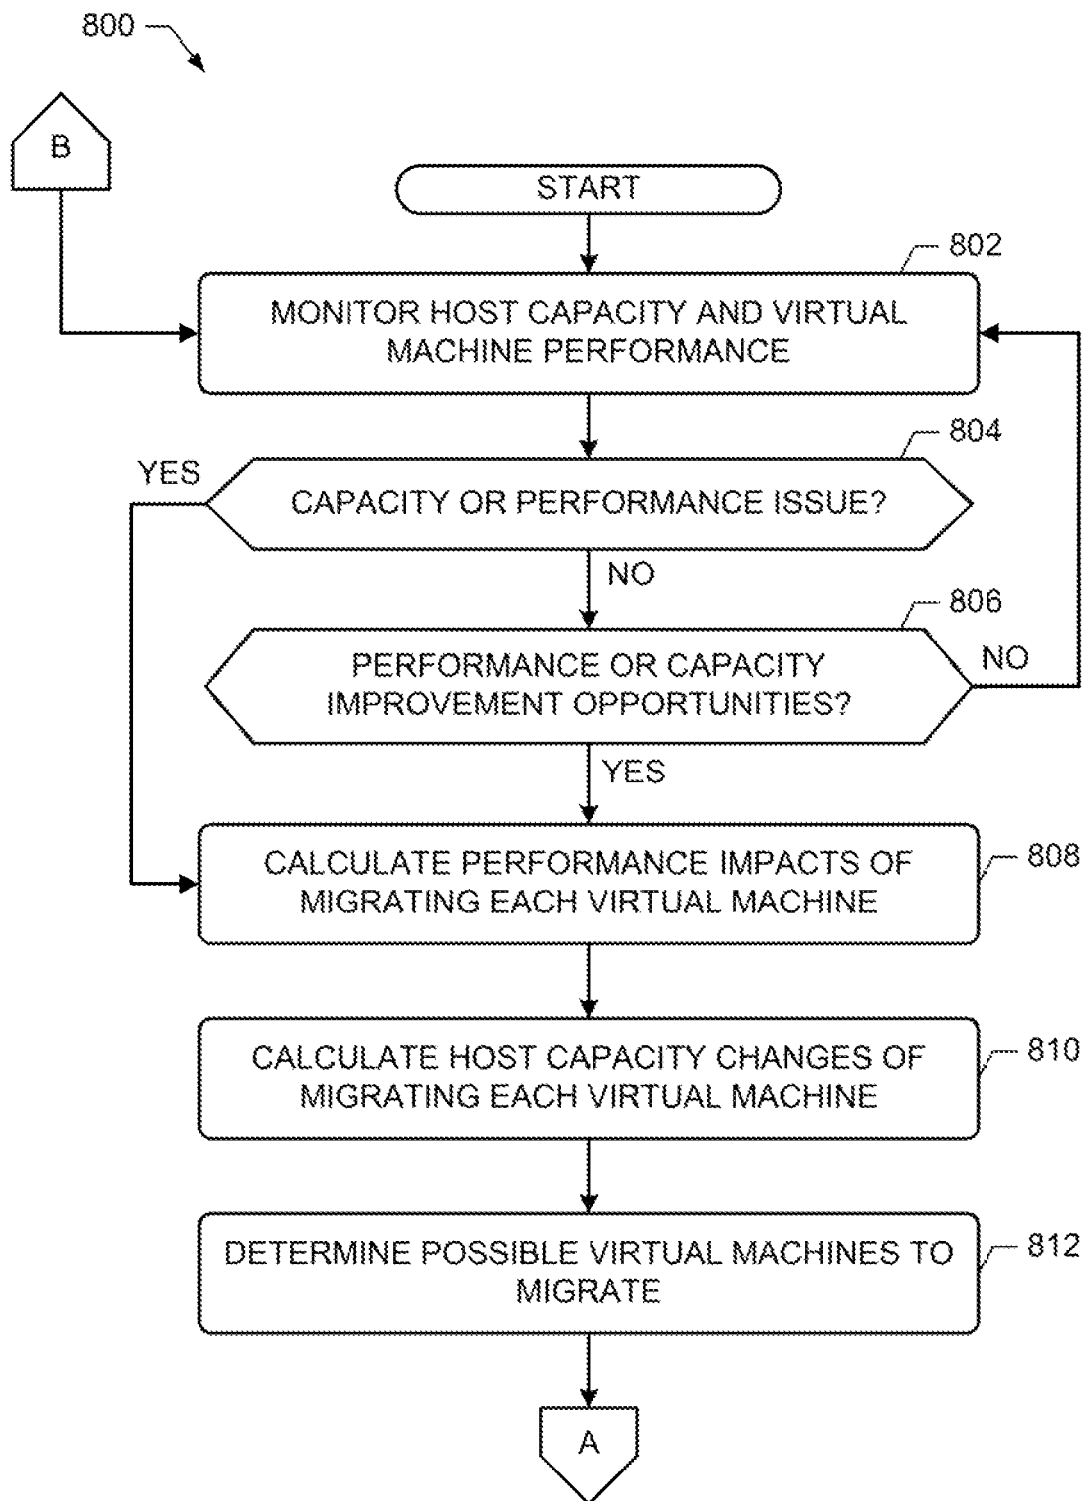 800
B
START
802
MONITOR HOST CAPACITY AND VIRTUAL
MACHINE PERFORMANCE
804
YES
CAPACITY OR PERFORMANCE ISSUE?
NO
806
PERFORMANCE OR CAPACITY
IMPROVEMENT OPPORTUNITIES?
NO
YES
CALCULATE PERFORMANCE IMPACTS OF
MIGRATING EACH VIRTUAL MACHINE
808
CALCULATE HOST CAPACITY CHANGES OF
MIGRATING EACH VIRTUAL MACHINE
810
DETERMINE POSSIBLE VIRTUAL MACHINES TO
MIGRATE
812
A